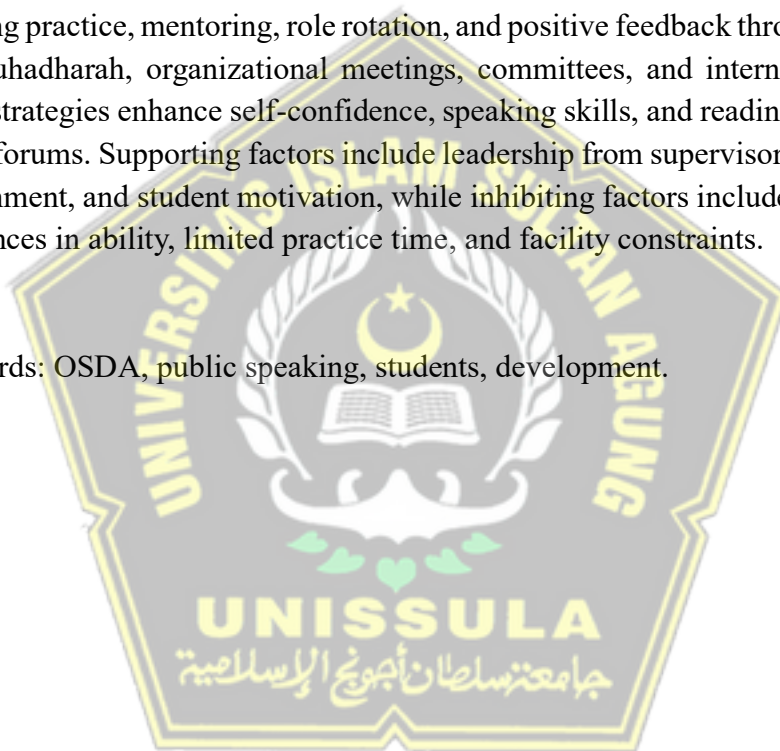 ng practice, mentoring, role rotation, and positive feedback thro
uhadharah, organizational meetings, committees, and intern
strategies enhance self-confidence, speaking skills, and readin
forums. Supporting factors include leadership from supervisor
nment, and student motivation, while inhibiting factors include
nces in ability, limited practice time, and facility constraints.
rds: OSDA, public speaking, students, development.
UNIVERSITAS ISLAM SULTAN AGUNG
UNISSULA
جامعة سلطان أجونج الإسلامية